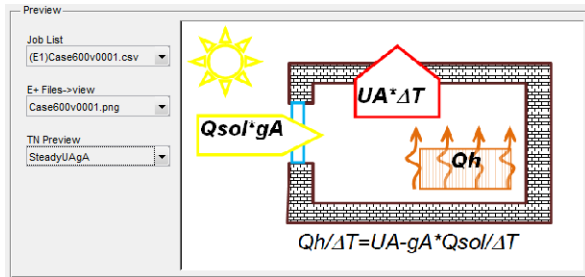 Preview
Job List
(E1)Case600v0001.csv
E+ Files->view
Case600v0001.png
TN Preview
SteadyUAgA
UA*ΔT
Qsol*gA
Qh
Qh/ΔT=UA-gA*Qsol/ΔT